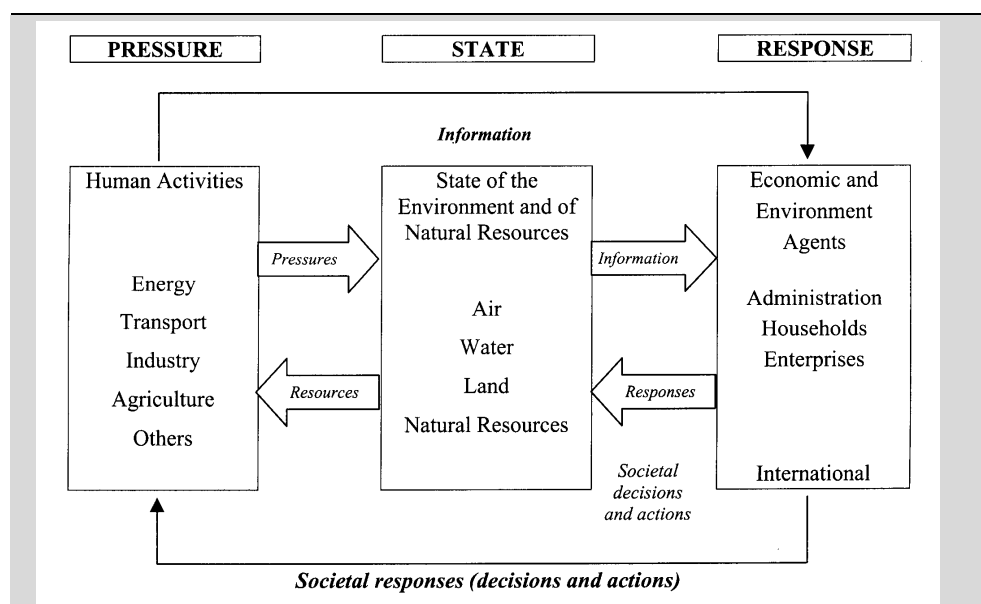 PRESSURE
STATE
RESPONSE
Information
Human Activities
Energy
Transport
Industry
Agriculture
Others
Pressures
Resources
State of the
Environment and of
Natural Resources
Air
Water
Land
Natural Resources
Information
Responses
Societal
decisions
and actions
Economic and
Environment
Agents
Administration
Households
Enterprises
International
Societal responses (decisions and actions)